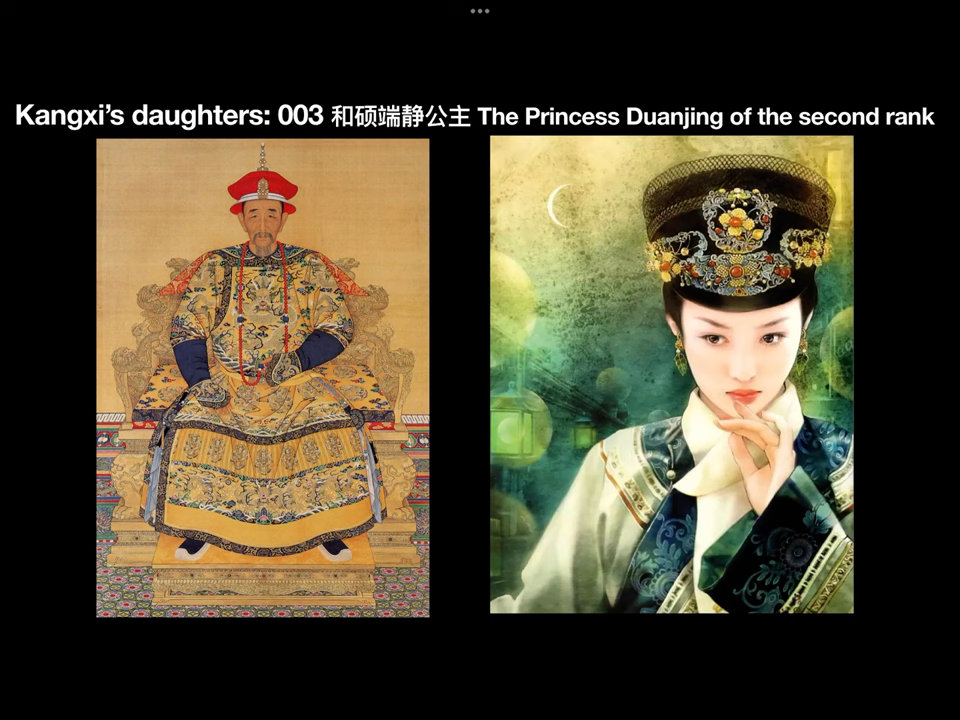 Kangxi’s daughters: 003 和硕端静公主 The Princess Duanjing of the second rank